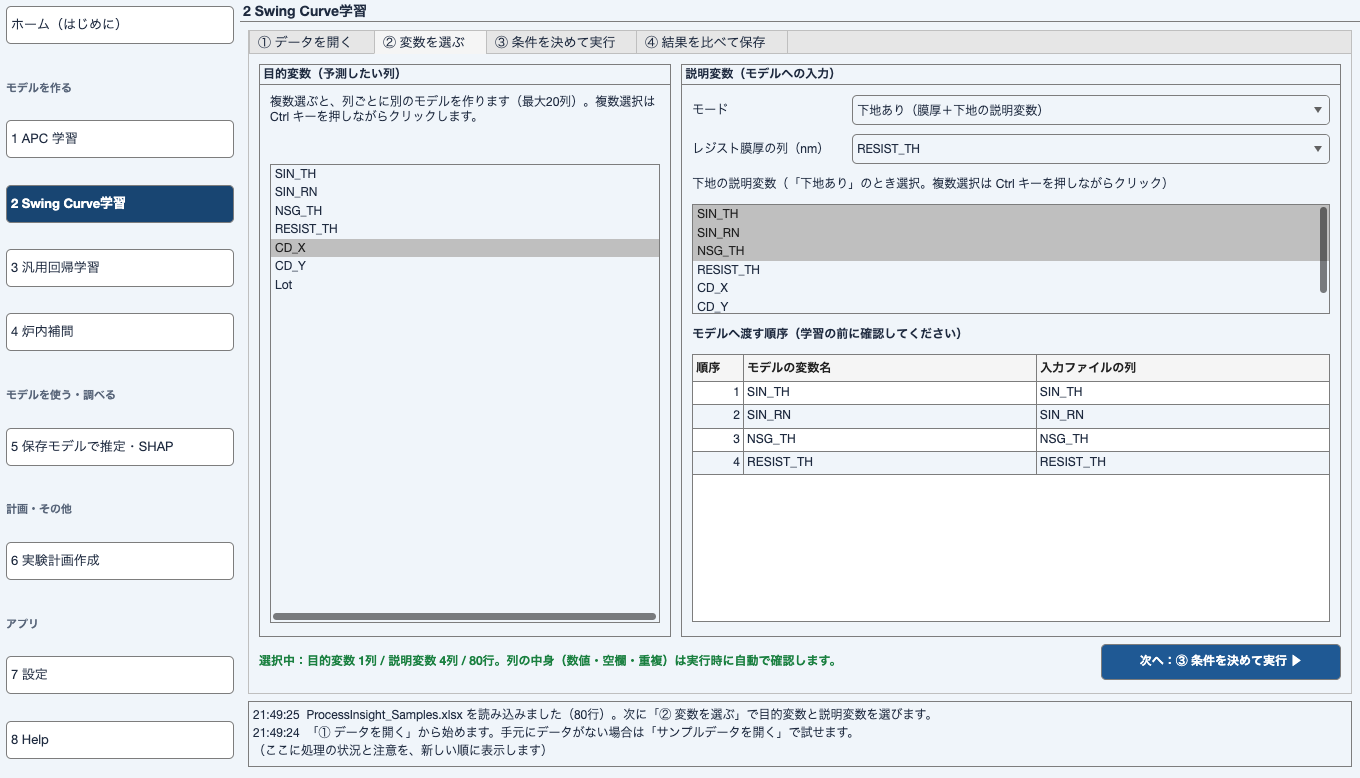 2 Swing Curve学習
ホーム（はじめに）
モデルを作る
1 APC 学習
2 Swing Curve学習
3 汎用回帰学習
4 炉内補間
モデルを使う・調べる
5 保存モデルで推定・SHAP
計画・その他
6 実験計画作成
アプリ
7 設定
8 Help
① データを開く
② 変数を選ぶ
③ 条件を決めて実行
④ 結果を比べて保存
目的変数（予測したい列）
複数選ぶと、列ごとに別のモデルを作ります（最大20列）。複数選択は
Ctrl キーを押しながらクリックします。
SIN_TH
SIN_RN
NSG_TH
RESIST_TH
CD_X
CD_Y
Lot
説明変数（モデルへの入力）
モード
下地あり（膜厚＋下地の説明変数）
レジスト膜厚の列（nm）
RESIST_TH
下地の説明変数（「下地あり」のとき選択。複数選択は Ctrl キーを押しながらクリック）
SIN_TH
SIN_RN
NSG_TH
RESIST_TH
CD_X
CD_Y
モデルへ渡す順序（学習の前に確認してください）
順序 モデルの変数名 入力ファイルの列
1 SIN_TH SIN_TH
2 SIN_RN SIN_RN
3 NSG_TH NSG_TH
4 RESIST_TH RESIST_TH
選択中：目的変数 1列 / 説明変数 4列 / 80行。列の中身（数値・空欄・重複）は実行時に自動で確認します。
次へ：③ 条件を決めて実行 ▶
21:49:25 ProcessInsight_Samples.xlsx を読み込みました（80行）。次に「② 変数を選ぶ」で目的変数と説明変数を選びます。
21:49:24 「① データを開く」から始めます。手元にデータがない場合は「サンプルデータを開く」で試せます。
（ここに処理の状況と注意を、新しい順に表示します）